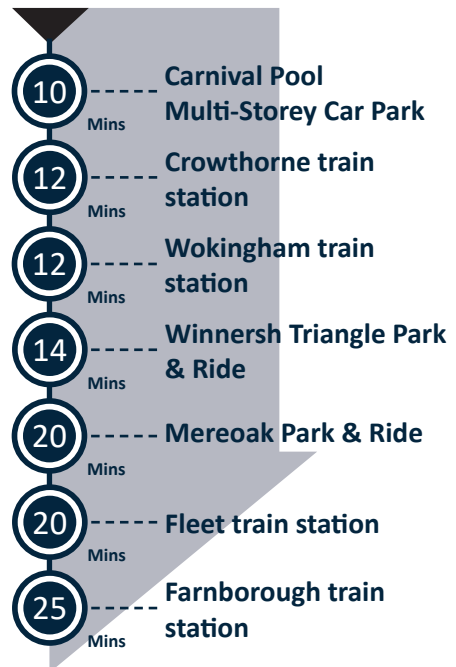 10
Mins
Carnival Pool
Multi-Storey Car Park
12
Mins
Crowthorne train
station
12
Mins
Wokingham train
station
14
Mins
Winnersh Triangle Park
& Ride
20
Mins
Mereoak Park & Ride
20
Mins
Fleet train station
25
Mins
Farnborough train
station